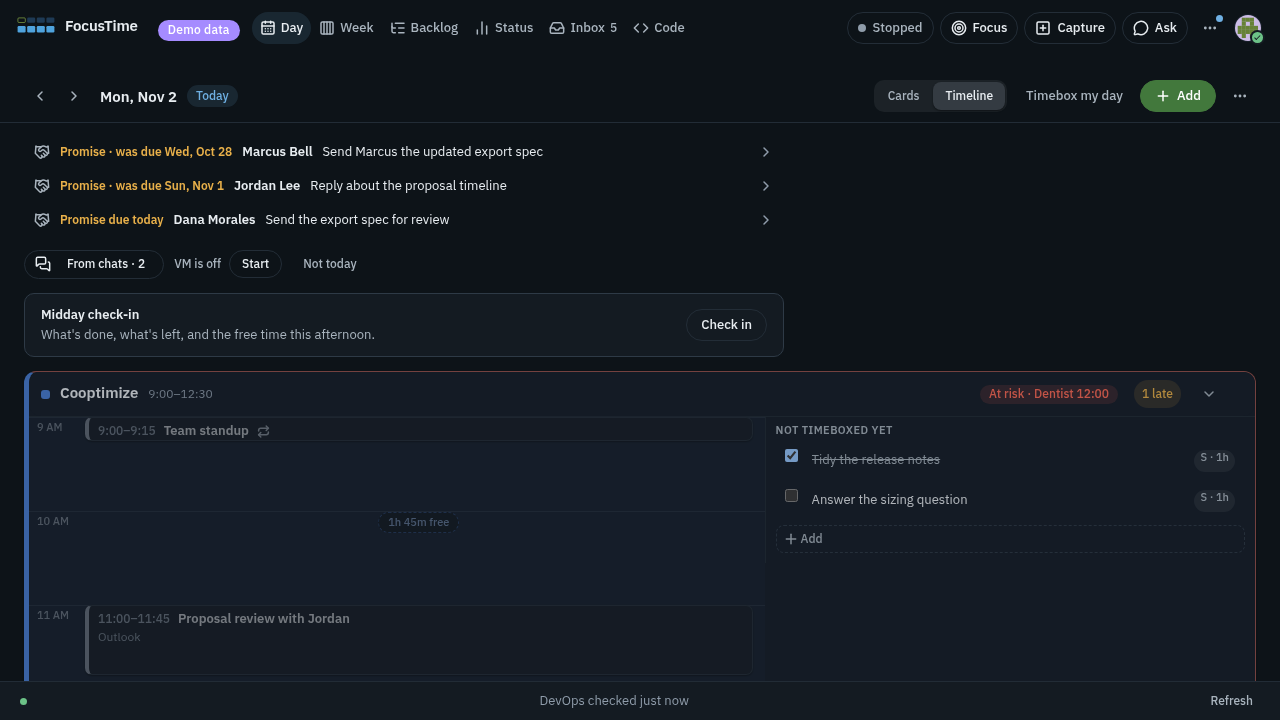 FocusTime
Demo data
Day
Week
Backlog
Status
Inbox 5
Code
Stopped
Focus
Capture
Ask
Mon, Nov 2
Today
Cards
Timeline
Timebox my day
Add
Promise · was due Wed, Oct 28 Marcus Bell Send Marcus the updated export spec
Promise · was due Sun, Nov 1 Jordan Lee Reply about the proposal timeline
Promise due today Dana Morales Send the export spec for review
From chats · 2
VM is off
Start
Not today
Midday check-in
What's done, what's left, and the free time this afternoon.
Check in
Cooptimize 9:00–12:30
At risk · Dentist 12:00
1 late
9 AM
9:00–9:15 Team standup
10 AM
1h 45m free
11 AM
11:00–11:45 Proposal review with Jordan
Outlook
NOT TIMEBOXED YET
Tidy the release notes
S · 1h
Answer the sizing question
S · 1h
Add
DevOps checked just now
Refresh